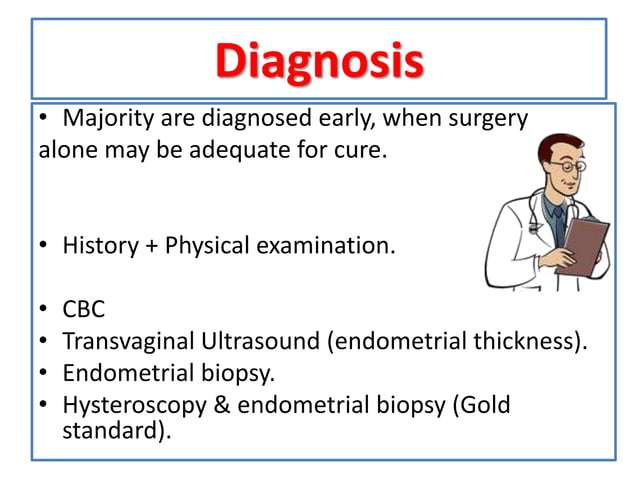 Diagnosis
• Majority are diagnosed early, when surgery
alone may be adequate for cure.
• History + Physical examination.
• CBC
• Transvaginal Ultrasound (endometrial thickness).
• Endometrial biopsy.
• Hysteroscopy & endometrial biopsy (Gold
standard).